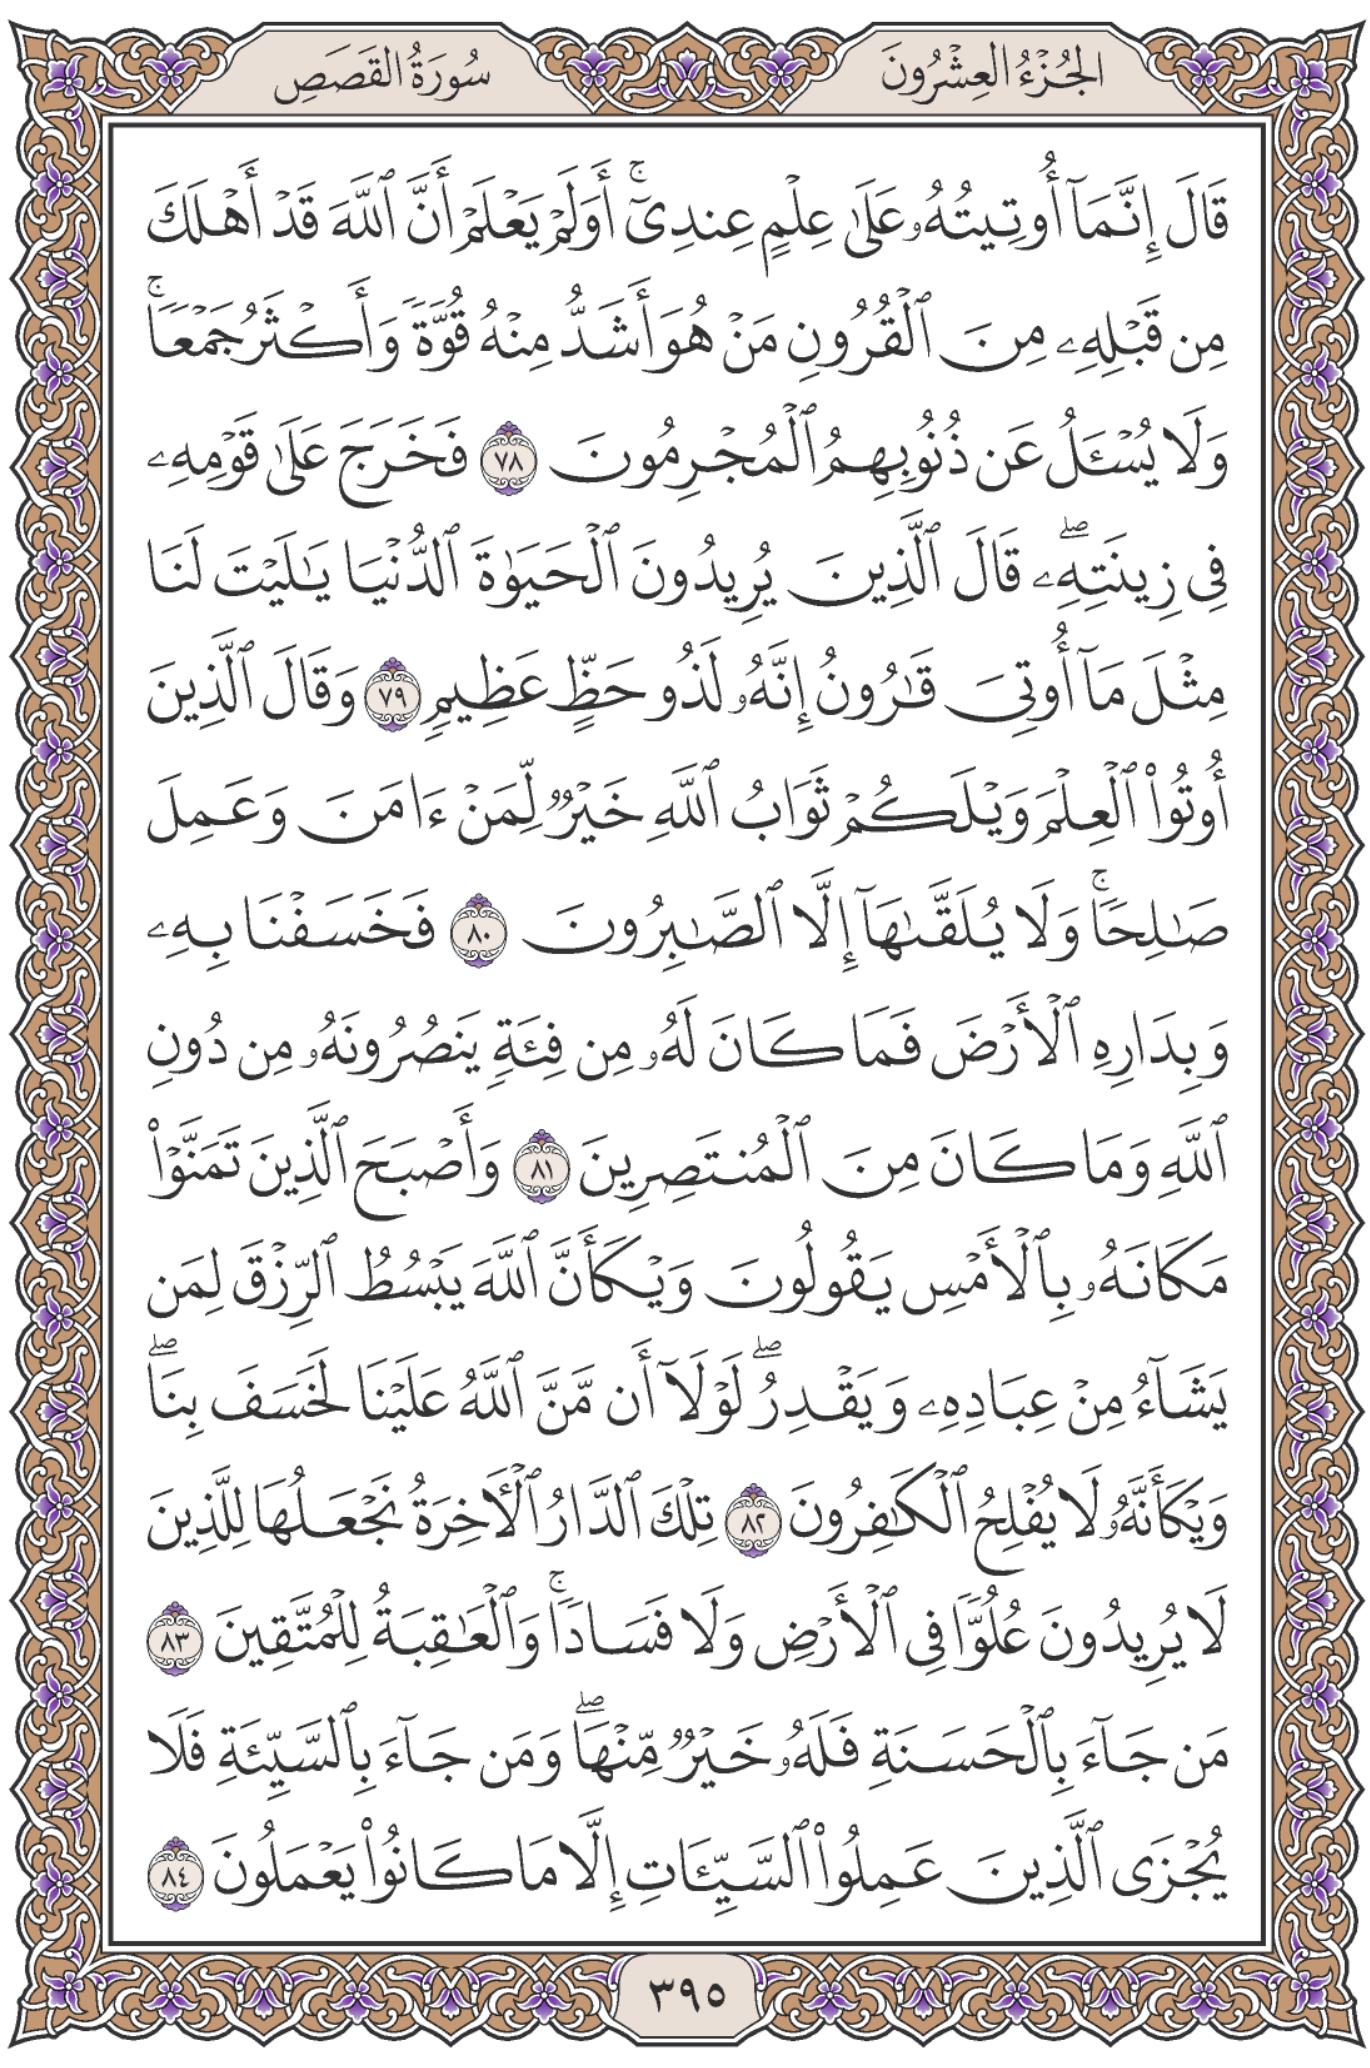 الجُزْءُ العِشْرُونَ
سُورَةُ القَصَصِ
قَالَ إِنَّمَآ أُوتِيتُهُۥ عَلَىٰ عِلْمٍ عِندِىٓ ۚ أَوَلَمْ يَعْلَمْ أَنَّ ٱللَّهَ قَدْ أَهْلَكَ
مِن قَبْلِهِۦ مِنَ ٱلْقُرُونِ مَنْ هُوَ أَشَدُّ مِنْهُ قُوَّةً وَأَكْثَرُ جَمْعًا ۚ
وَلَا يُسْـَٔلُ عَن ذُنُوبِهِمُ ٱلْمُجْرِمُونَ ٧٨ فَخَرَجَ عَلَىٰ قَوْمِهِۦ
فِى زِينَتِهِۦ ۖ قَالَ ٱلَّذِينَ يُرِيدُونَ ٱلْحَيَوٰةَ ٱلدُّنْيَا يَـٰلَيْتَ لَنَا
مِثْلَ مَآ أُوتِىَ قَـٰرُونُ إِنَّهُۥ لَذُو حَظٍّ عَظِيمٍ ٧٩ وَقَالَ ٱلَّذِينَ
أُوتُوا۟ ٱلْعِلْمَ وَيْلَكُمْ ثَوَابُ ٱللَّهِ خَيْرٌ لِّمَنْ ءَامَنَ وَعَمِلَ
صَـٰلِحًا ۚ وَلَا يُلَقَّىٰهَآ إِلَّا ٱلصَّـٰبِرُونَ ٨٠ فَخَسَفْنَا بِهِۦ
وَبِدَارِهِ ٱلْأَرْضَ فَمَا كَانَ لَهُۥ مِن فِئَةٍ يَنصُرُونَهُۥ مِن دُونِ
ٱللَّهِ وَمَا كَانَ مِنَ ٱلْمُنتَصِرِينَ ٨١ وَأَصْبَحَ ٱلَّذِينَ تَمَنَّوْا۟
مَكَانَهُۥ بِٱلْأَمْسِ يَقُولُونَ وَيْكَأَنَّ ٱللَّهَ يَبْسُطُ ٱلرِّزْقَ لِمَن
يَشَآءُ مِنْ عِبَادِهِۦ وَيَقْدِرُ ۖ لَوْلَآ أَن مَّنَّ ٱللَّهُ عَلَيْنَا لَخَسَفَ بِنَا ۖ
وَيْكَأَنَّهُۥ لَا يُفْلِحُ ٱلْكَـٰفِرُونَ ٨٢ تِلْكَ ٱلدَّارُ ٱلْـَٔاخِرَةُ نَجْعَلُهَا لِلَّذِينَ
لَا يُرِيدُونَ عُلُوًّا فِى ٱلْأَرْضِ وَلَا فَسَادًا ۚ وَٱلْعَـٰقِبَةُ لِلْمُتَّقِينَ ٨٣
مَن جَآءَ بِٱلْحَسَنَةِ فَلَهُۥ خَيْرٌ مِّنْهَا ۖ وَمَن جَآءَ بِٱلسَّيِّئَةِ فَلَا
يُجْزَى ٱلَّذِينَ عَمِلُوا۟ ٱلسَّيِّـَٔاتِ إِلَّا مَا كَانُوا۟ يَعْمَلُونَ ٨٤
٣٩٥